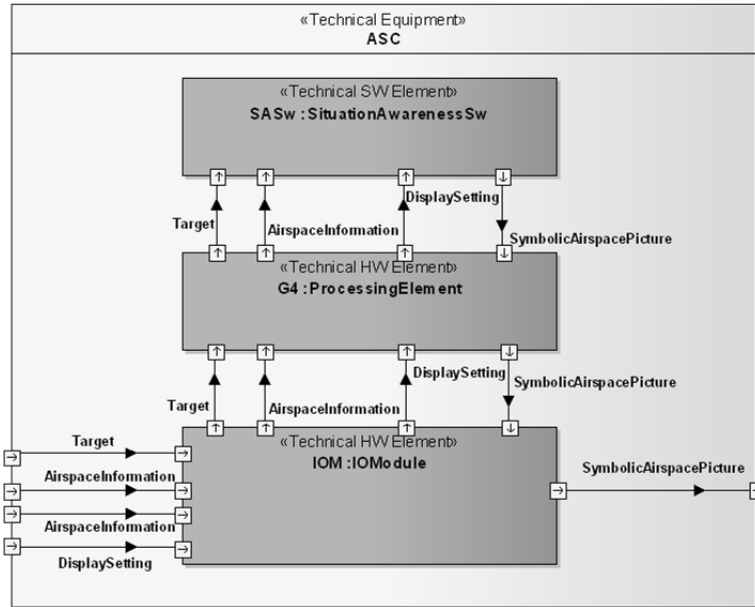 «Technical Equipment»
ASC
«Technical SW Element»
SASw :SituationAwarenessSw
DisplaySetting
Target
AirspaceInformation
SymbolicAirspacePicture
«Technical HW Element»
G4 :ProcessingElement
DisplaySetting
SymbolicAirspacePicture
Target
AirspaceInformation
«Technical HW Element»
IOM :IOModule
Target
AirspaceInformation
AirspaceInformation
DisplaySetting
SymbolicAirspacePicture